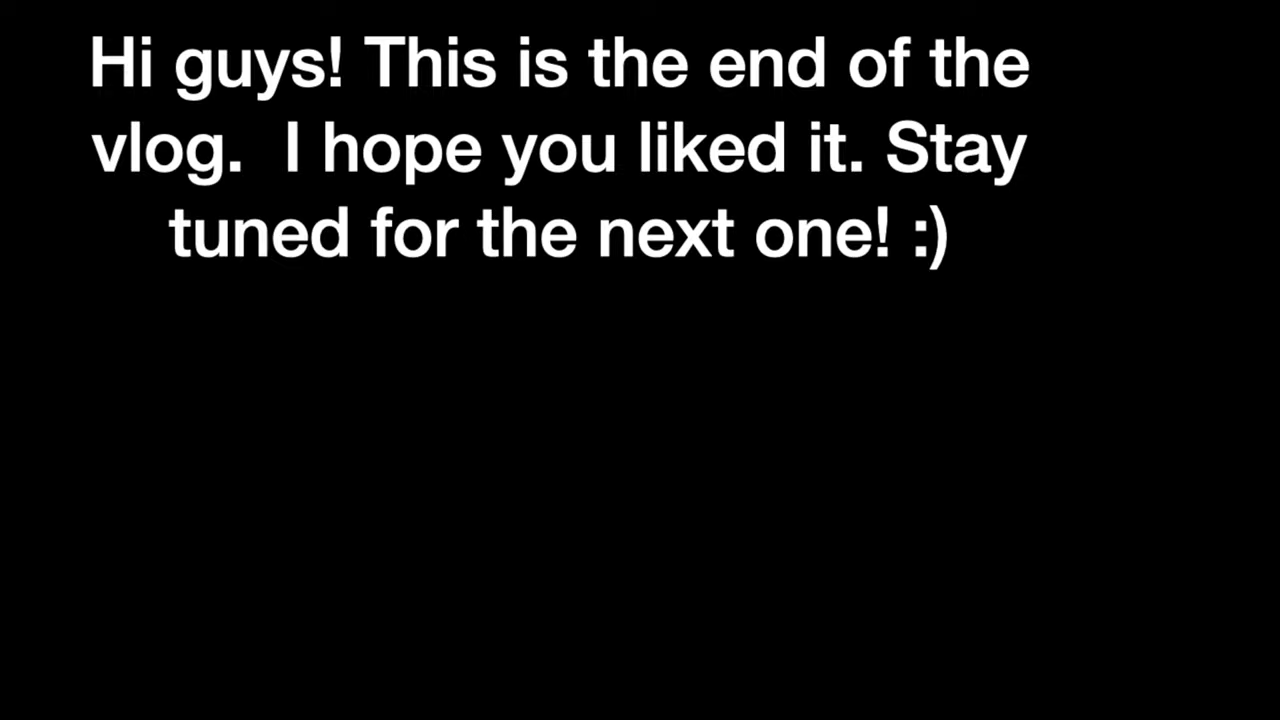 Hi guys! This is the end of the
vlog.  I hope you liked it. Stay
tuned for the next one! :)